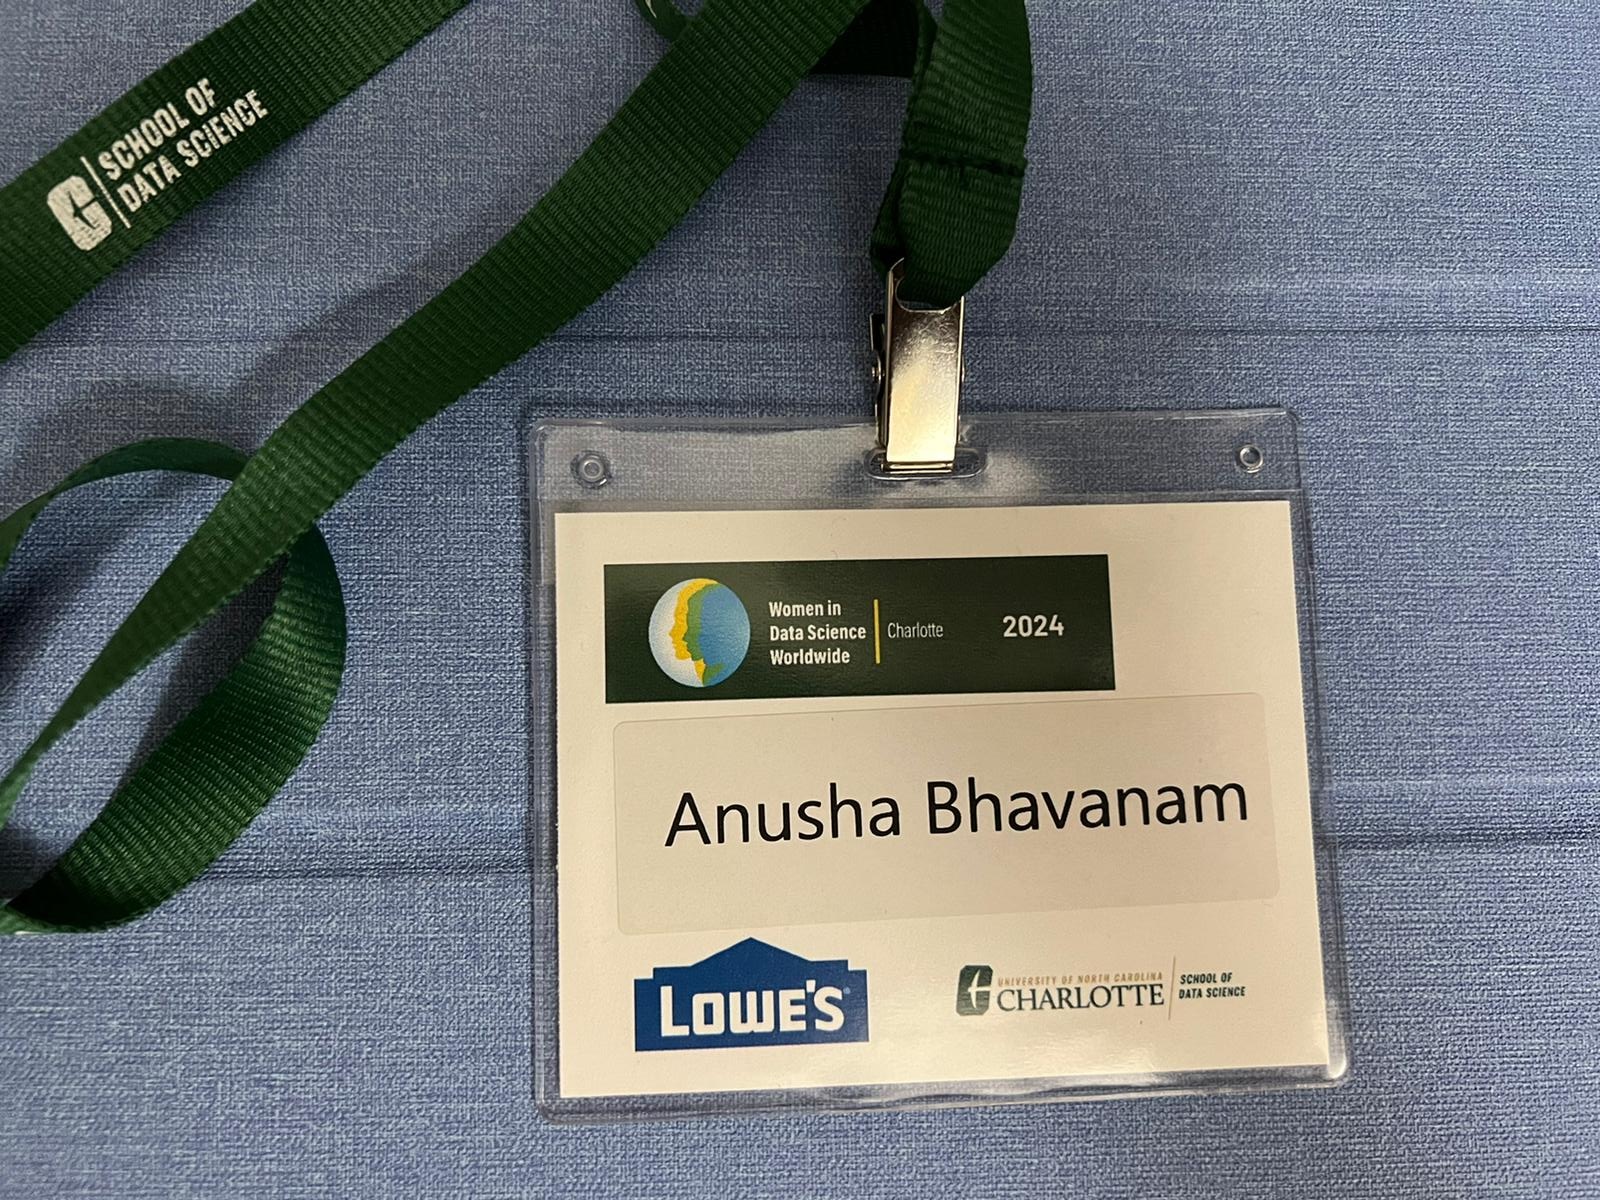 SCHOOL OF
DATA SCIENCE
Women in
Data Science
Worldwide
Charlotte
2024
Anusha Bhavanam
LOWE'S
UNIVERSITY OF NORTH CAROLINA
CHARLOTTE
SCHOOL OF
DATA SCIENCE